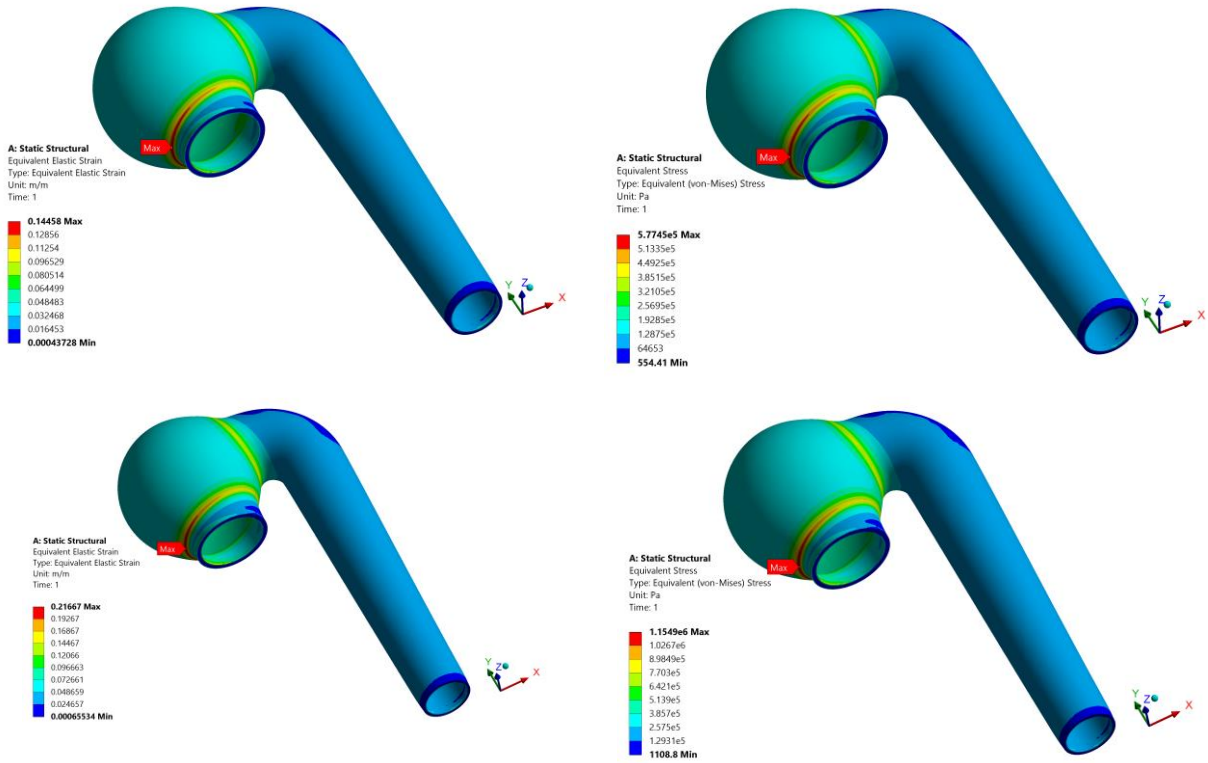 Max
A: Static Structural
Equivalent Elastic Strain
Type: Equivalent Elastic Strain
Unit: m/m
Time: 1
0.14458 Max
0.12856
0.11254
0.096529
0.080514
0.064499
0.048483
0.032468
0.016453
0.00043728 Min
Y
Z
X
Max
A: Static Structural
Equivalent Stress
Type: Equivalent (von-Mises) Stress
Unit: Pa
Time: 1
5.7745e5 Max
5.1335e5
4.4925e5
3.8515e5
3.2105e5
2.5695e5
1.9285e5
1.2875e5
64653
554.41 Min
Y
Z
X
Max
A: Static Structural
Equivalent Elastic Strain
Type: Equivalent Elastic Strain
Unit: m/m
Time: 1
0.21667 Max
0.19267
0.16867
0.14467
0.12066
0.096663
0.072661
0.048659
0.024657
0.00065534 Min
Y
Z
X
Max
A: Static Structural
Equivalent Stress
Type: Equivalent (von-Mises) Stress
Unit: Pa
Time: 1
1.1549e6 Max
1.0267e6
8.9849e5
7.703e5
6.421e5
5.139e5
3.857e5
2.575e5
1.2931e5
1108.8 Min
Y
Z
X